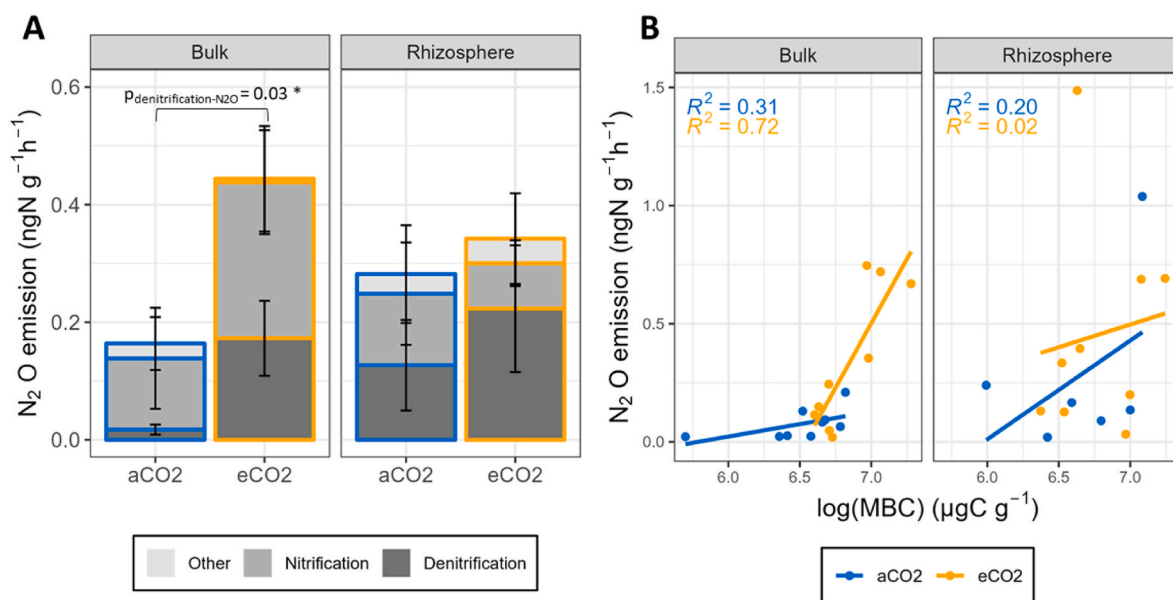 A
Bulk
Rhizosphere
N₂ O emission (ngN g⁻¹h⁻¹)
0.6
0.4
0.2
0.0
p_denitrification-N2O = 0.03 *
aCO2
eCO2
aCO2
eCO2
Other
Nitrification
Denitrification
B
Bulk
Rhizosphere
N₂ O emission (ngN g⁻¹h⁻¹)
1.5
1.0
0.5
0.0
R² = 0.31
R² = 0.72
R² = 0.20
R² = 0.02
6.0
6.5
7.0
6.0
6.5
7.0
log(MBC) (µgC g⁻¹)
aCO2
eCO2